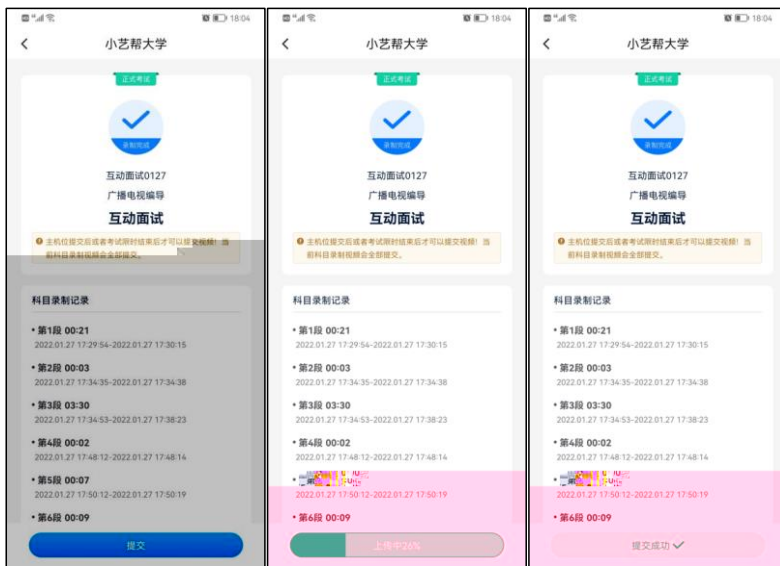 18:04
小艺帮大学
正式考试
录制完成
互动面试0127
广播电视编导
互动面试
主机位提交后或者考试限时结束后才可以提交视频！当
前科目录制视频会全部提交。
科目录制记录
• 第1段 00:21
2022.01.27 17:29:54-2022.01.27 17:30:15
• 第2段 00:03
2022.01.27 17:34:35-2022.01.27 17:34:38
• 第3段 03:30
2022.01.27 17:34:53-2022.01.27 17:38:23
• 第4段 00:02
2022.01.27 17:48:12-2022.01.27 17:48:14
• 第5段 00:07
2022.01.27 17:50:12-2022.01.27 17:50:19
• 第6段 00:09
提交
18:04
小艺帮大学
正式考试
录制完成
互动面试0127
广播电视编导
互动面试
主机位提交后或者考试限时结束后才可以提交视频！当
前科目录制视频会全部提交。
科目录制记录
• 第1段 00:21
2022.01.27 17:29:54-2022.01.27 17:30:15
• 第2段 00:03
2022.01.27 17:34:35-2022.01.27 17:34:38
• 第3段 03:30
2022.01.27 17:34:53-2022.01.27 17:38:23
• 第4段 00:02
2022.01.27 17:48:12-2022.01.27 17:48:14
2022.01.27 17:50:12-2022.01.27 17:50:19
• 第6段 00:09
上传中26%
18:04
小艺帮大学
正式考试
录制完成
互动面试0127
广播电视编导
互动面试
主机位提交后或者考试限时结束后才可以提交视频！当
前科目录制视频会全部提交。
科目录制记录
• 第1段 00:21
2022.01.27 17:29:54-2022.01.27 17:30:15
• 第2段 00:03
2022.01.27 17:34:35-2022.01.27 17:34:38
• 第3段 03:30
2022.01.27 17:34:53-2022.01.27 17:38:23
• 第4段 00:02
2022.01.27 17:48:12-2022.01.27 17:48:14
2022.01.27 17:50:12-2022.01.27 17:50:19
• 第6段 00:09
提交成功